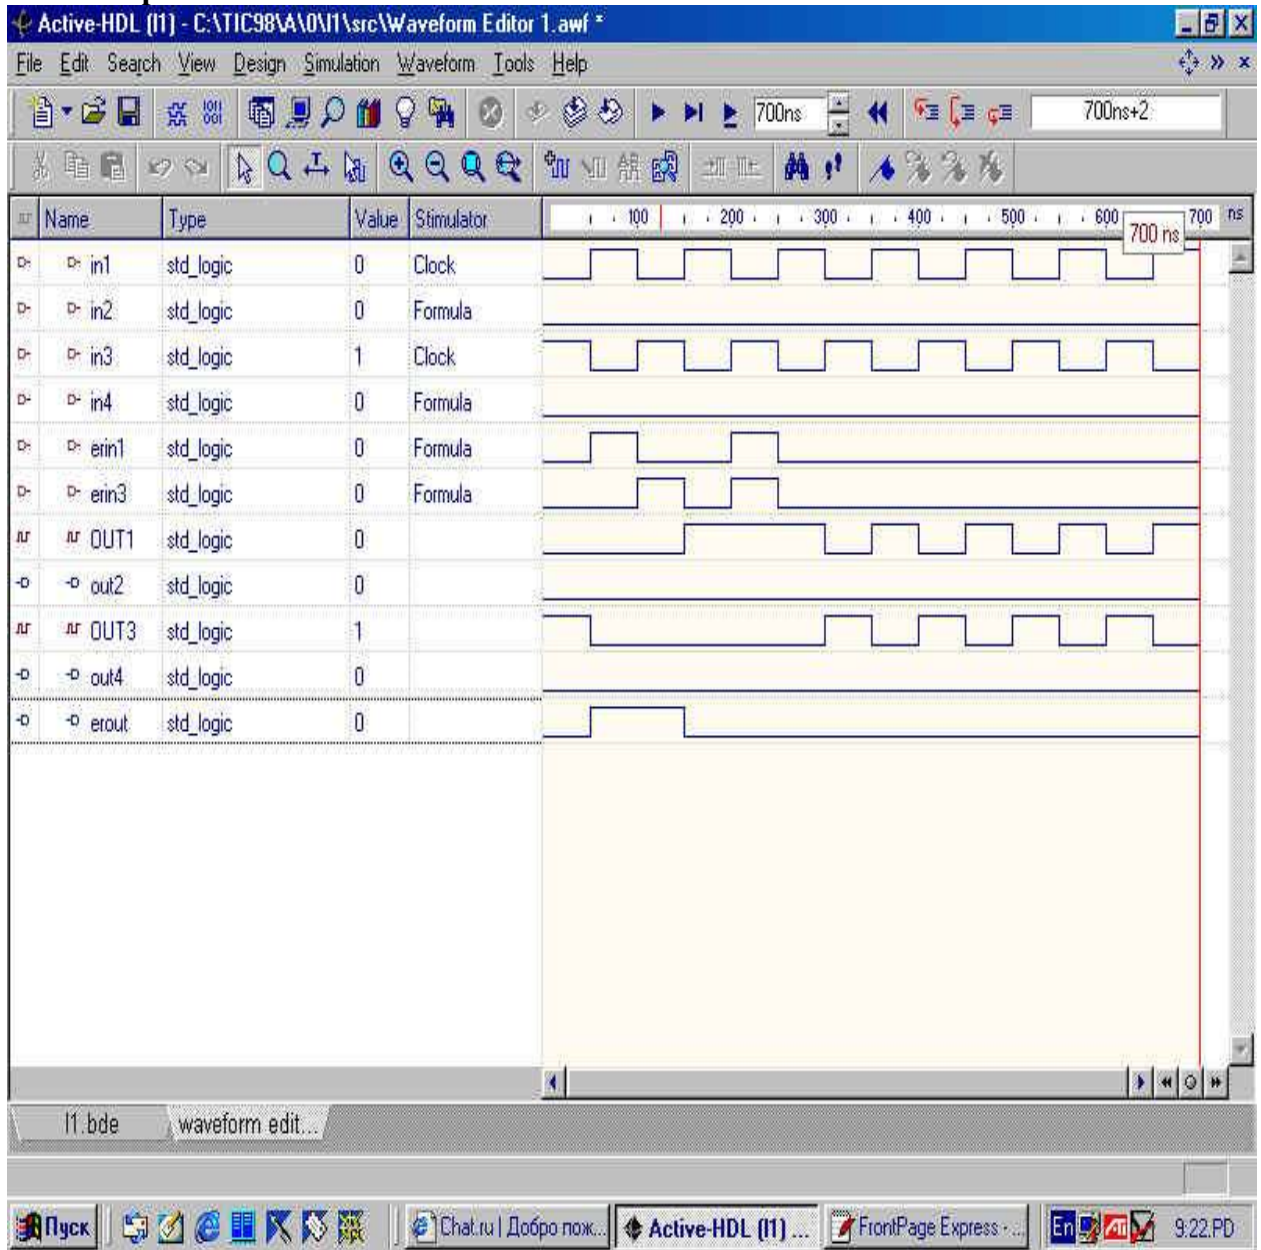 Active-HDL (l1) - C:\TIC98\A\0\l1\src\Waveform Editor 1.awf *
File Edit Search View Design Simulation Waveform Tools Help
700ns 700ns+2
Name Type Value Stimulator 100 200 300 400 500 600 700 ns
700 ns
in1 std_logic 0 Clock
in2 std_logic 0 Formula
in3 std_logic 1 Clock
in4 std_logic 0 Formula
erin1 std_logic 0 Formula
erin3 std_logic 0 Formula
OUT1 std_logic 0
out2 std_logic 0
OUT3 std_logic 1
out4 std_logic 0
erout std_logic 0
l1.bde waveform edit...
Пуск Chat.ru | Добро пож... Active-HDL (l1) ... FrontPage Express - ... En 9:22.PD